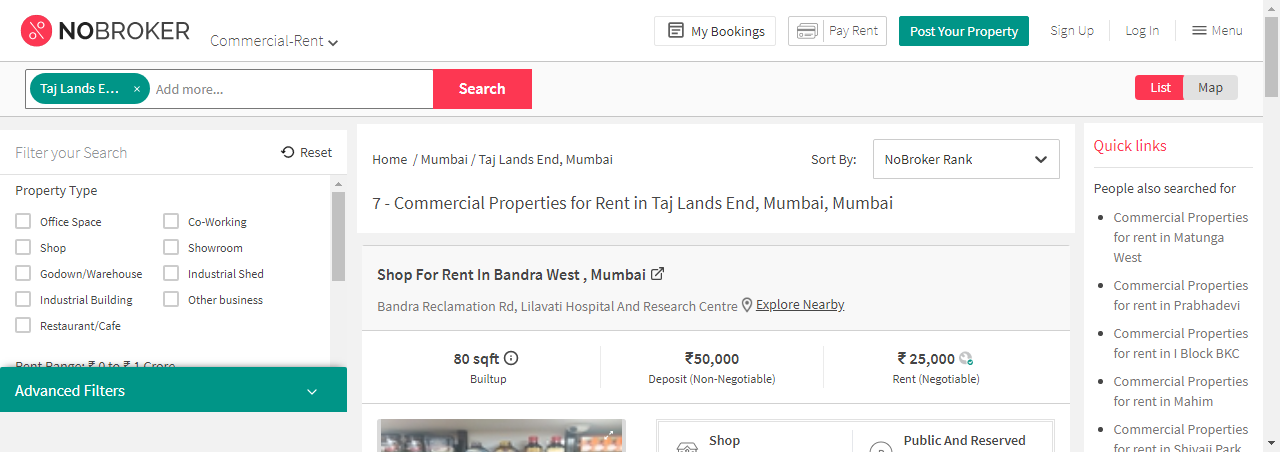 NOBROKER
Commercial-Rent
My Bookings
Pay Rent
Post Your Property
Sign Up
Log In
Menu
Taj Lands E... ×
Add more...
Search
List
Map
Filter your Search
Reset
Property Type
Office Space
Co-Working
Shop
Showroom
Godown/Warehouse
Industrial Shed
Industrial Building
Other business
Restaurant/Cafe
Rent Range: ₹ 0 to ₹ 1 Crore
Advanced Filters
Home / Mumbai / Taj Lands End, Mumbai
Sort By:
NoBroker Rank
7 - Commercial Properties for Rent in Taj Lands End, Mumbai, Mumbai
Shop For Rent In Bandra West , Mumbai
Bandra Reclamation Rd, Lilavati Hospital And Research Centre
Explore Nearby
80 sqft
Builtup
₹50,000
Deposit (Non-Negotiable)
₹ 25,000
Rent (Negotiable)
Shop
Public And Reserved
Quick links
People also searched for
Commercial Properties
for rent in Matunga
West
Commercial Properties
for rent in Prabhadevi
Commercial Properties
for rent in I Block BKC
Commercial Properties
for rent in Mahim
Commercial Properties
for rent in Shivaji Park